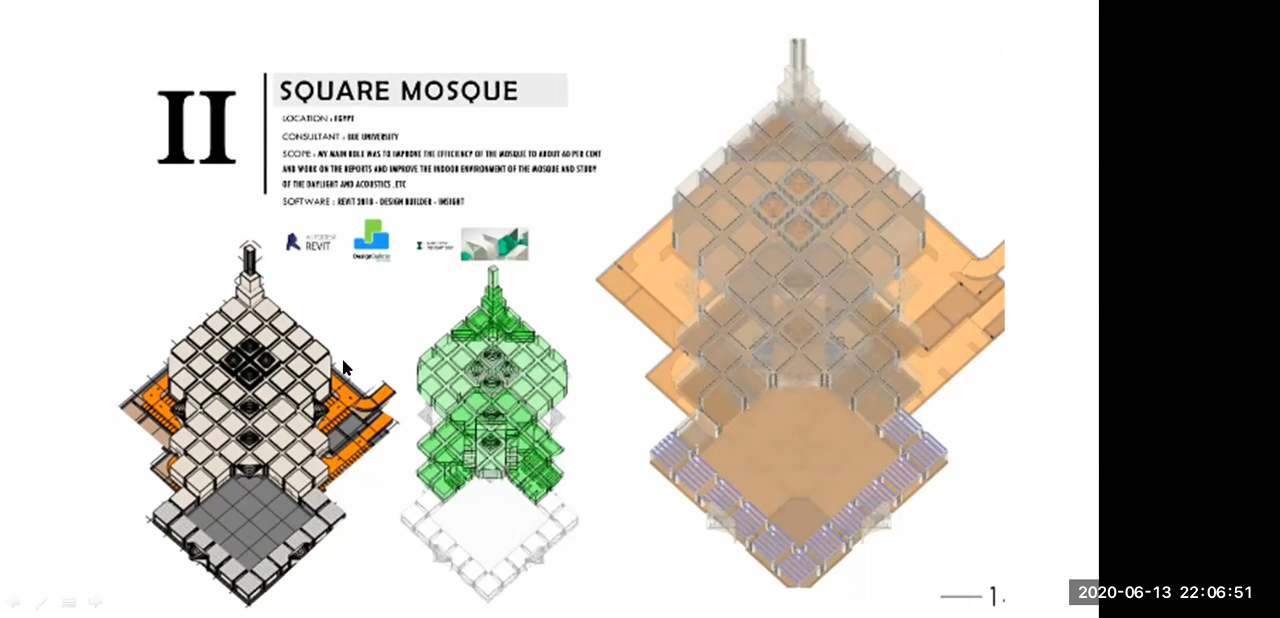 II
SQUARE MOSQUE
LOCATION : EGYPT
CONSULTANT : BUE UNIVERSITY
SCOPE : MY MAIN ROLE WAS TO IMPROVE THE EFFICIENCY OF THE MOSQUE TO ABOUT 60 PER CENT
AND WORK ON THE REPORTS AND IMPROVE THE INDOOR ENVIRONMENT OF THE MOSQUE AND STUDY
OF THE DAYLIGHT AND ACOUSTICS ,ETC
SOFTWARE : REVIT 2018 - DESIGN BUILDER - INSIGHT
AUTODESK
REVIT
DesignBuilder
1.
2020-06-13 22:06:51